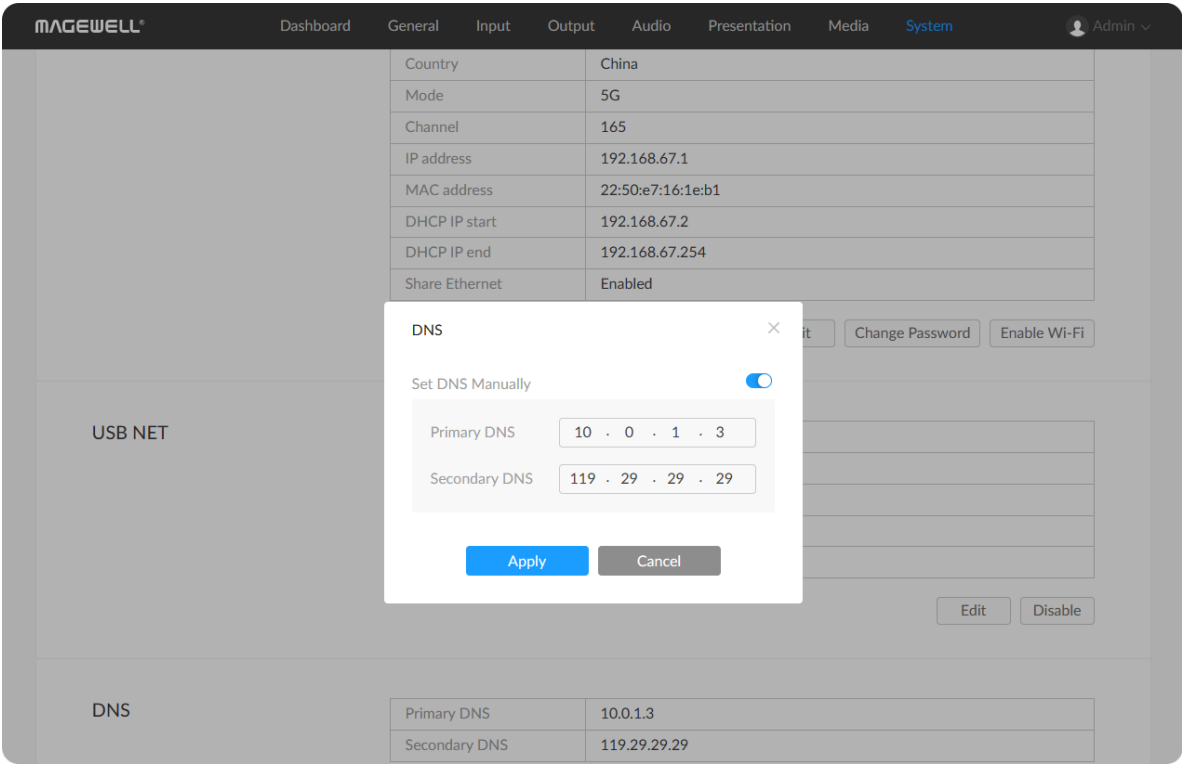 MAGEWELL® Dashboard General Input Output Audio Presentation Media System Admin
Country China
Mode 5G
Channel 165
IP address 192.168.67.1
MAC address 22:50:e7:16:1e:b1
DHCP IP start 192.168.67.2
DHCP IP end 192.168.67.254
Share Ethernet Enabled
Change Password Enable Wi-Fi
DNS
Set DNS Manually
Primary DNS 10 . 0 . 1 . 3
Secondary DNS 119 . 29 . 29 . 29
Apply Cancel
USB NET
Edit Disable
DNS
Primary DNS 10.0.1.3
Secondary DNS 119.29.29.29